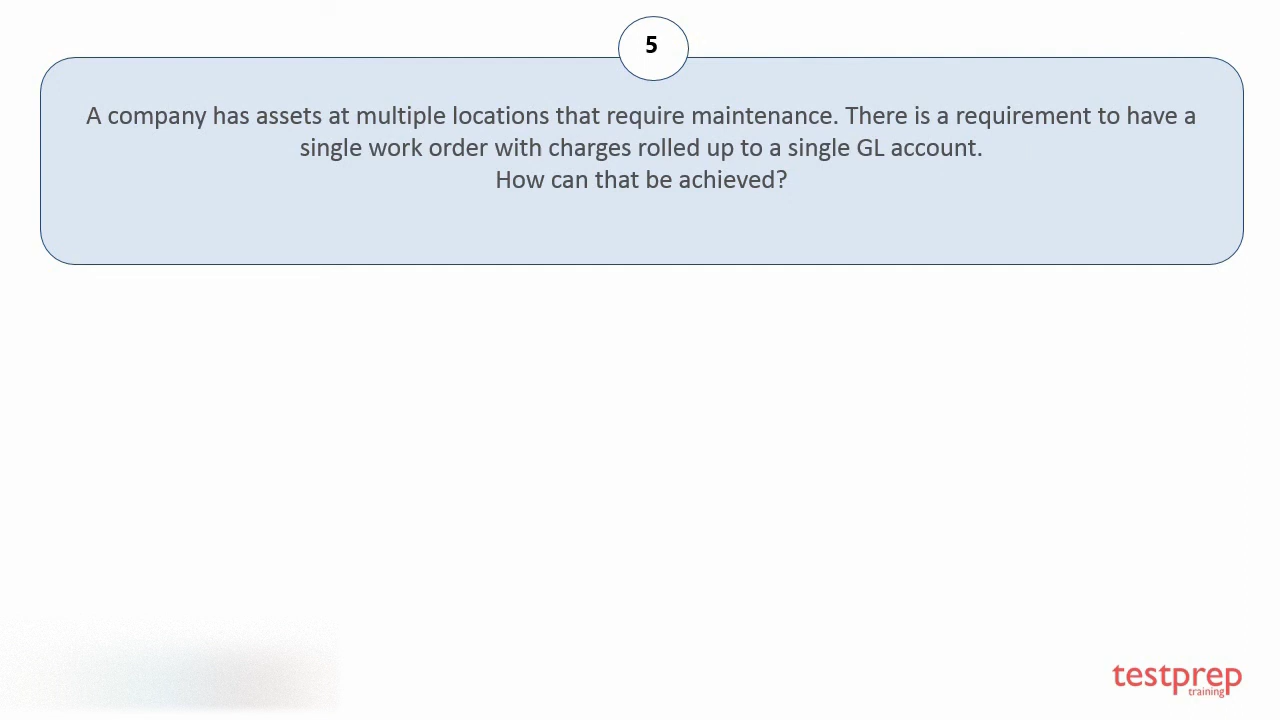 5
A company has assets at multiple locations that require maintenance. There is a requirement to have a
single work order with charges rolled up to a single GL account.
How can that be achieved?
testprep
training